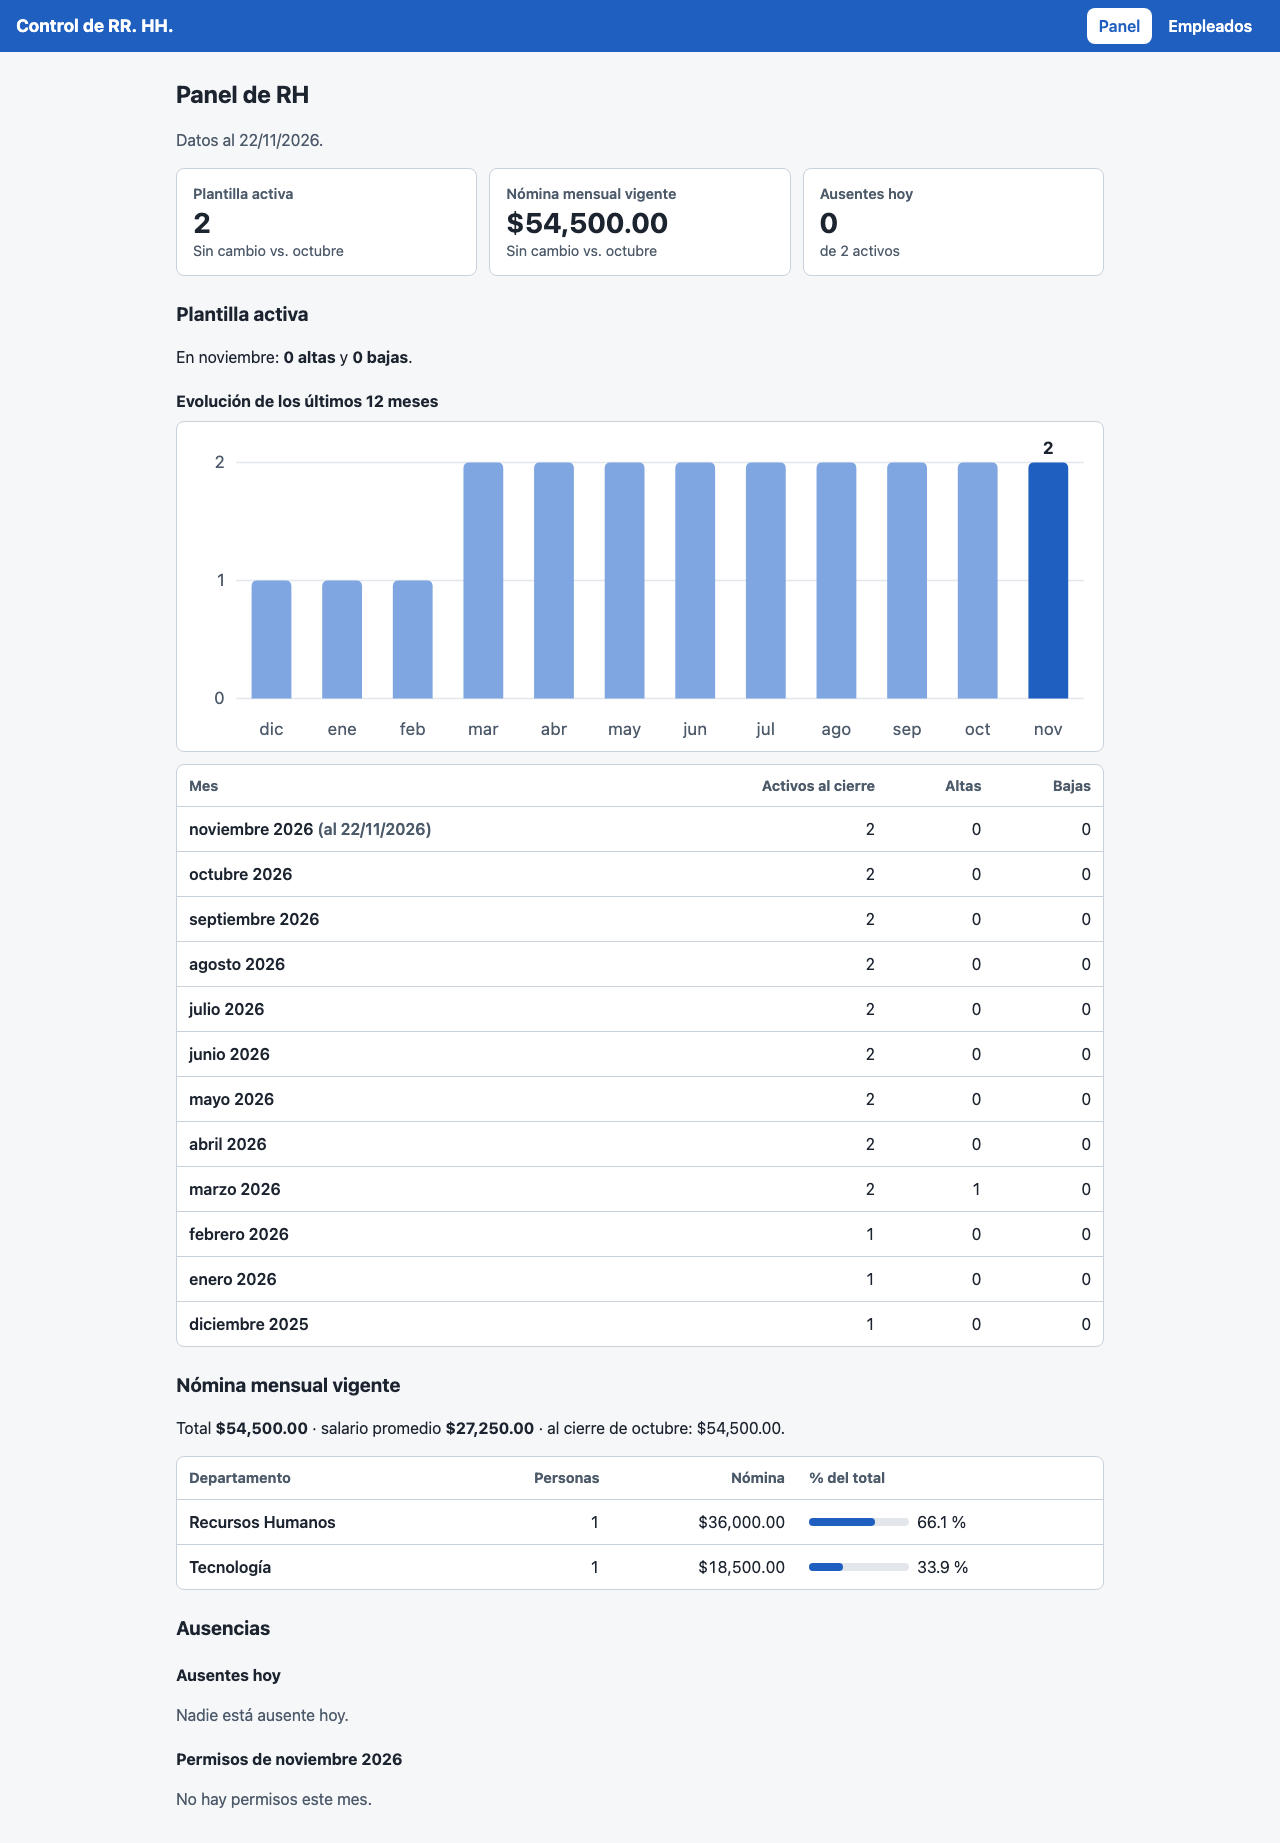 Control de RR. HH.
Panel
Empleados
Panel de RH
Datos al 22/11/2026.
Plantilla activa
2
Sin cambio vs. octubre
Nómina mensual vigente
$54,500.00
Sin cambio vs. octubre
Ausentes hoy
0
de 2 activos
Plantilla activa
En noviembre: 0 altas y 0 bajas.
Evolución de los últimos 12 meses
2
2
1
0
dic ene feb mar abr may jun jul ago sep oct nov
Mes Activos al cierre Altas Bajas
noviembre 2026 (al 22/11/2026) 2 0 0
octubre 2026 2 0 0
septiembre 2026 2 0 0
agosto 2026 2 0 0
julio 2026 2 0 0
junio 2026 2 0 0
mayo 2026 2 0 0
abril 2026 2 0 0
marzo 2026 2 1 0
febrero 2026 1 0 0
enero 2026 1 0 0
diciembre 2025 1 0 0
Nómina mensual vigente
Total $54,500.00 · salario promedio $27,250.00 · al cierre de octubre: $54,500.00.
Departamento Personas Nómina % del total
Recursos Humanos 1 $36,000.00 66.1 %
Tecnología 1 $18,500.00 33.9 %
Ausencias
Ausentes hoy
Nadie está ausente hoy.
Permisos de noviembre 2026
No hay permisos este mes.